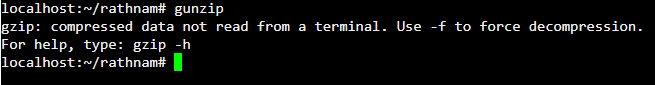 localhost:~/rathnam# gunzip
gzip: compressed data not read from a terminal. Use -f to force decompression.
For help, type: gzip -h
localhost:~/rathnam#